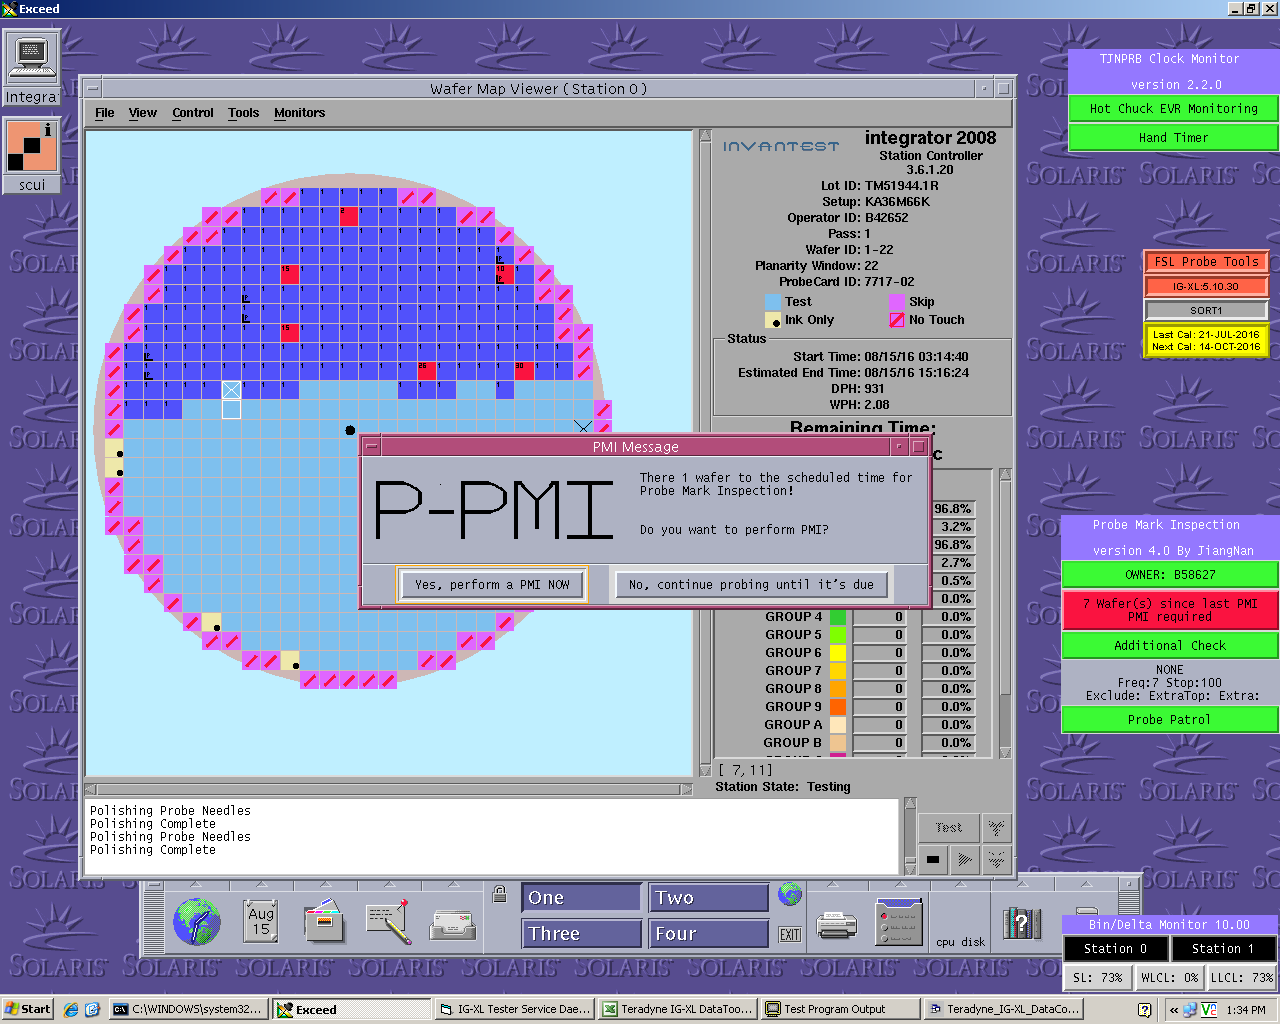 Exceed
Integra
scui
Wafer Map Viewer ( Station 0 )
File View Control Tools Monitors
INVANTEST
integrator 2008
Station Controller
3.6.1.20
Lot ID: TM51944.1R
Setup: KA36M66K
Operator ID: B42652
Pass: 1
Wafer ID: 1-22
Planarity Window: 22
ProbeCard ID: 7717-02
Test Skip
Ink Only No Touch
Status
Start Time: 08/15/16 03:14:40
Estimated End Time: 08/15/16 15:16:24
DPH: 931
WPH: 2.08
Remaining Time:
c
96.8%
3.2%
96.8%
2.7%
0.5%
0.0%
GROUP 4 0 0.0%
GROUP 5 0 0.0%
GROUP 6 0 0.0%
GROUP 7 0 0.0%
GROUP 8 0 0.0%
GROUP 9 0 0.0%
GROUP A 0 0.0%
GROUP B 0 0.0%
[ 7,11]
Station State: Testing
Test
PMI Message
P-PMI
There 1 wafer to the scheduled time for
Probe Mark Inspection!
Do you want to perform PMI?
Yes, perform a PMI NOW
No, continue probing until it's due
Polishing Probe Needles
Polishing Complete
Polishing Probe Needles
Polishing Complete
TJNPRB Clock Monitor
version 2.2.0
Hot Chuck EVR Monitoring
Hand Timer
FSL Probe Tools
IG-XL:5.10.30
SORT1
Last Cal: 21-JUL-2016
Next Cal: 14-OCT-2016
Probe Mark Inspection
version 4.0 By JiangNan
OWNER: B58627
7 Wafer(s) since last PMI
PMI required
Additional Check
NONE
Freq:7 Stop:100
Exclude: ExtraTop: Extra:
Probe Patrol
SOLARIS
Aug
15
One Two
Three Four
EXIT
cpu disk
Bin/Delta Monitor 10.00
Station 0 Station 1
SL: 73% WLCL: 0% LLCL: 73%
Start
C:\WINDOWS\system32...
Exceed
IG-XL Tester Service Dae...
Teradyne IG-XL DataToo...
Test Program Output
Teradyne_IG-XL_DataCo...
1:34 PM